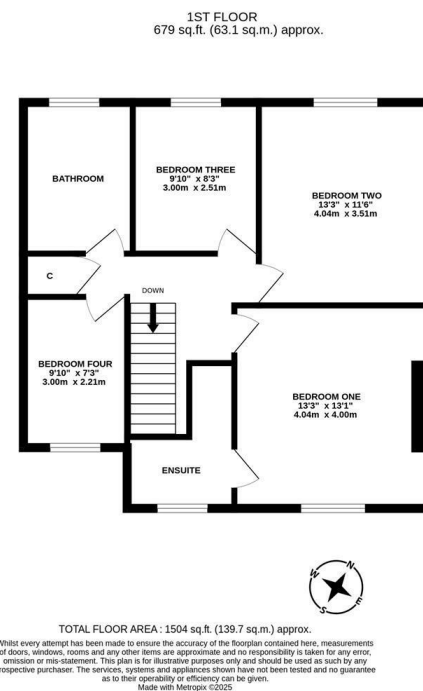 1ST FLOOR
679 sq.ft. (63.1 sq.m.) approx.
BATHROOM
BEDROOM THREE
9'10" x 8'3"
3.00m x 2.51m
BEDROOM TWO
13'3" x 11'6"
4.04m x 3.51m
C
DOWN
BEDROOM FOUR
9'10" x 7'3"
3.00m x 2.21m
BEDROOM ONE
13'3" x 13'1"
4.04m x 4.00m
ENSUITE
N
W
E
S
TOTAL FLOOR AREA : 1504 sq.ft. (139.7 sq.m.) approx.
Whilst every attempt has been made to ensure the accuracy of the floorplan contained here, measurements
of doors, windows, rooms and any other items are approximate and no responsibility is taken for any error,
omission or mis-statement. This plan is for illustrative purposes only and should be used as such by any
rospective purchaser. The services, systems and appliances shown have not been tested and no guarantee
as to their operability or efficiency can be given.
Made with Metropix ©2025